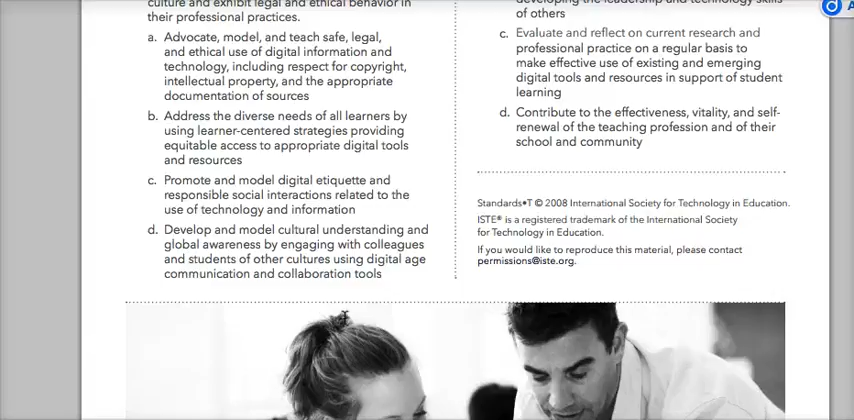 culture and exhibit legal and ethical behavior in
their professional practices.
a. Advocate, model, and teach safe, legal,
and ethical use of digital information and
technology, including respect for copyright,
intellectual property, and the appropriate
documentation of sources
b. Address the diverse needs of all learners by
using learner-centered strategies providing
equitable access to appropriate digital tools
and resources
c. Promote and model digital etiquette and
responsible social interactions related to the
use of technology and information
d. Develop and model cultural understanding and
global awareness by engaging with colleagues
and students of other cultures using digital age
communication and collaboration tools
developing the leadership and technology skills
of others
c. Evaluate and reflect on current research and
professional practice on a regular basis to
make effective use of existing and emerging
digital tools and resources in support of student
learning
d. Contribute to the effectiveness, vitality, and self-
renewal of the teaching profession and of their
school and community
Standards•T © 2008 International Society for Technology in Education.
ISTE® is a registered trademark of the International Society
for Technology in Education.
If you would like to reproduce this material, please contact
permissions@iste.org.